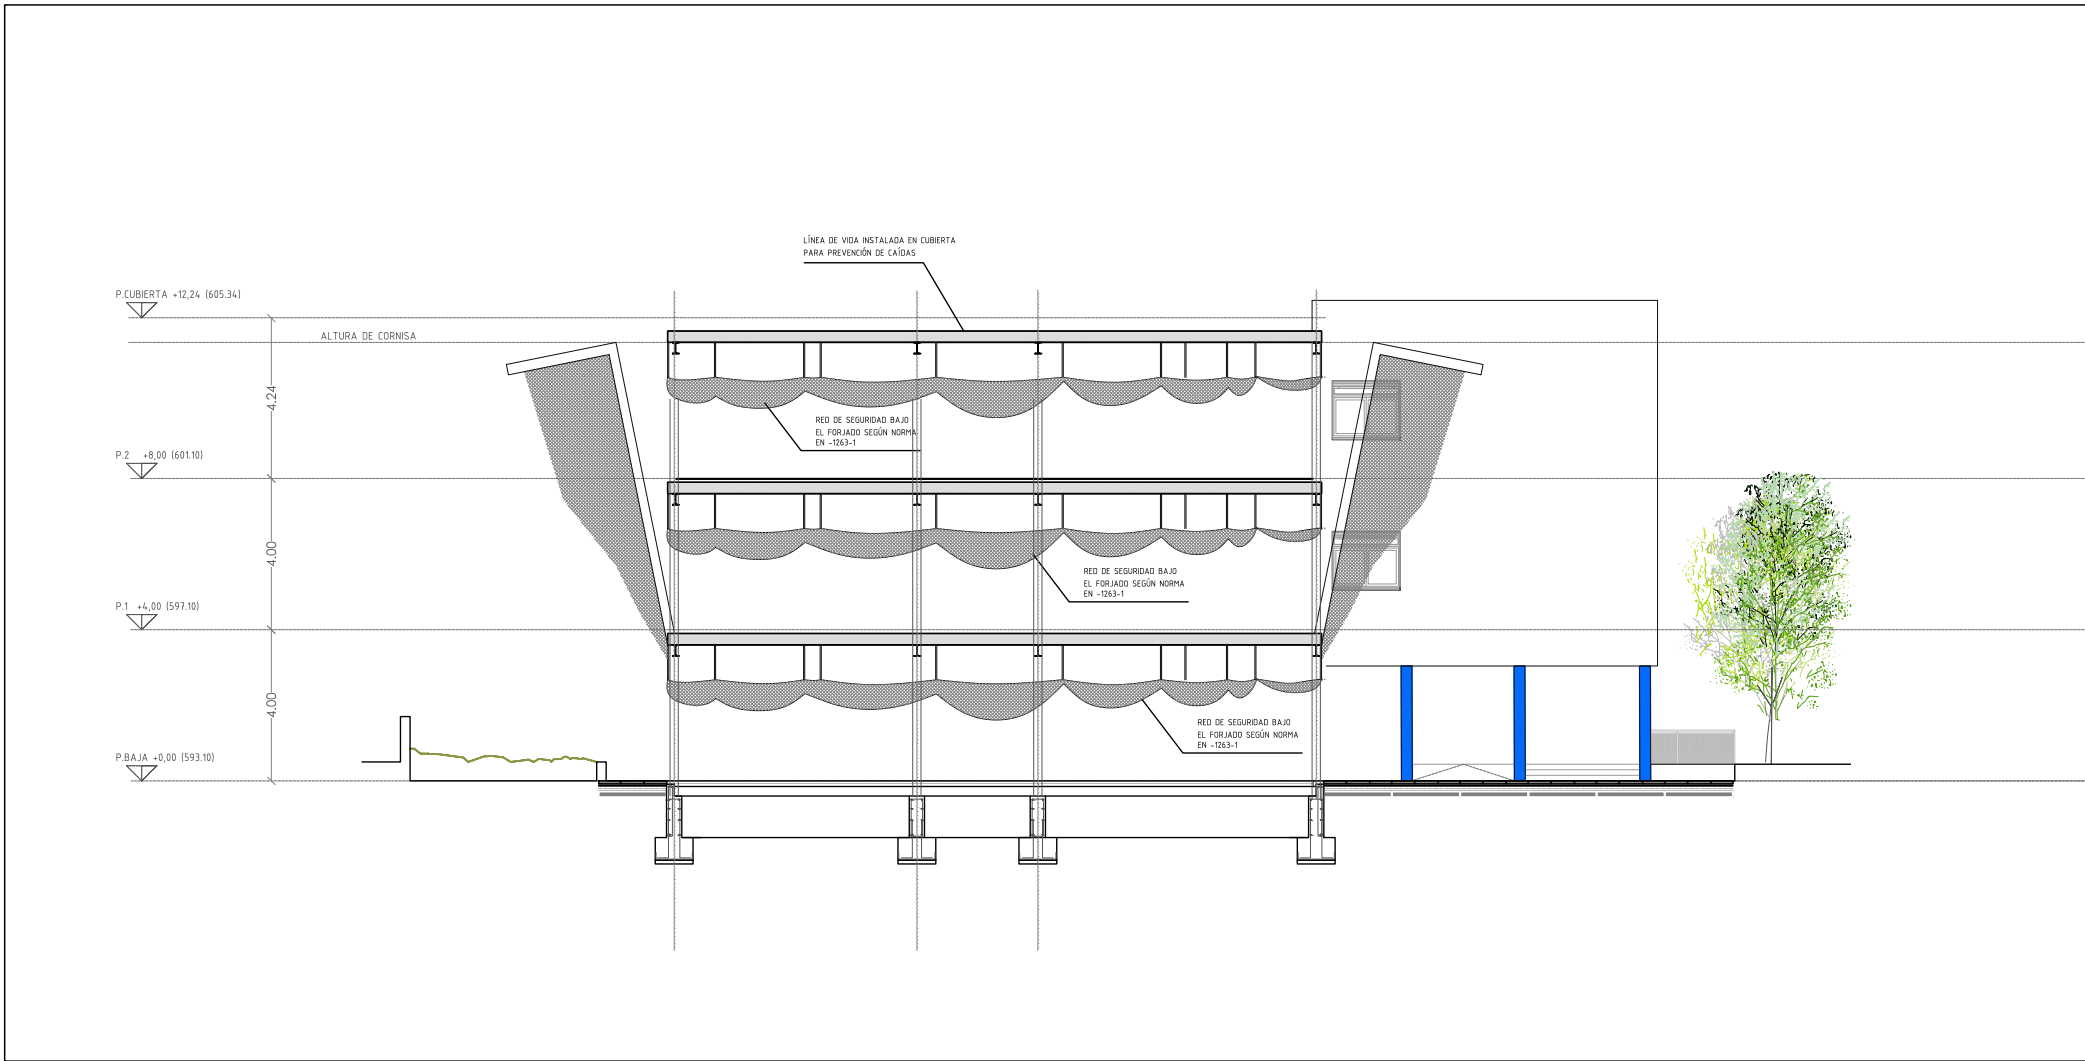 LÍNEA DE VIDA INSTALADA EN CUBIERTA
PARA PREVENCIÓN DE CAÍDAS
P.CUBIERTA +12,24 (605.34)
ALTURA DE CORNISA
4.24
RED DE SEGURIDAD BAJO
EL FORJADO SEGÚN NORMA
EN -1263-1
P.2 +8,00 (601.10)
4.00
RED DE SEGURIDAD BAJO
EL FORJADO SEGÚN NORMA
EN -1263-1
P.1 +4,00 (597.10)
4.00
RED DE SEGURIDAD BAJO
EL FORJADO SEGÚN NORMA
EN -1263-1
P.BAJA +0,00 (593.10)